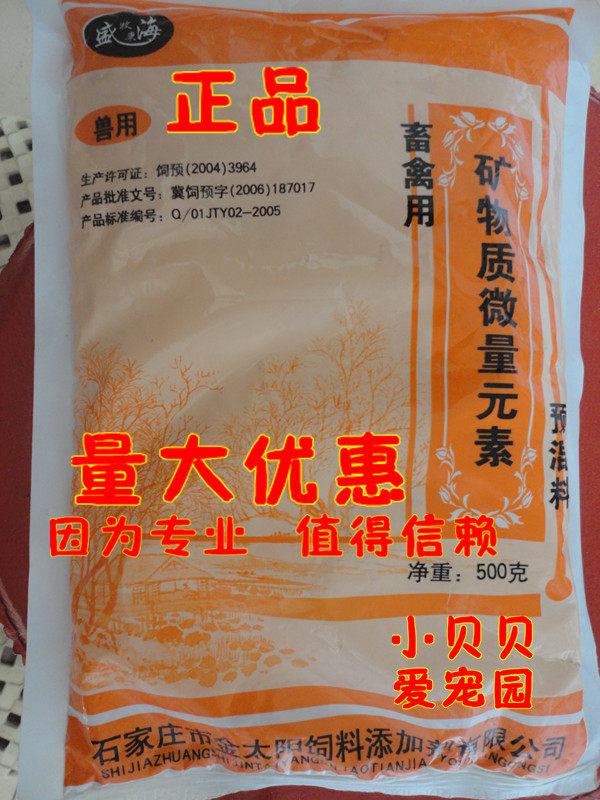 盛牧東海
兽用
正品
生产许可证：饲预(2004)3964
产品批准文号：冀饲预字(2006)187017
产品标准编号：Q/01JTY02-2005
畜禽用
矿物质微量元素
预混料
量大优惠
因为专业 值得信赖
净重：500克
小贝贝
爱宠园
石家庄市金太阳饲料添加剂有限公司